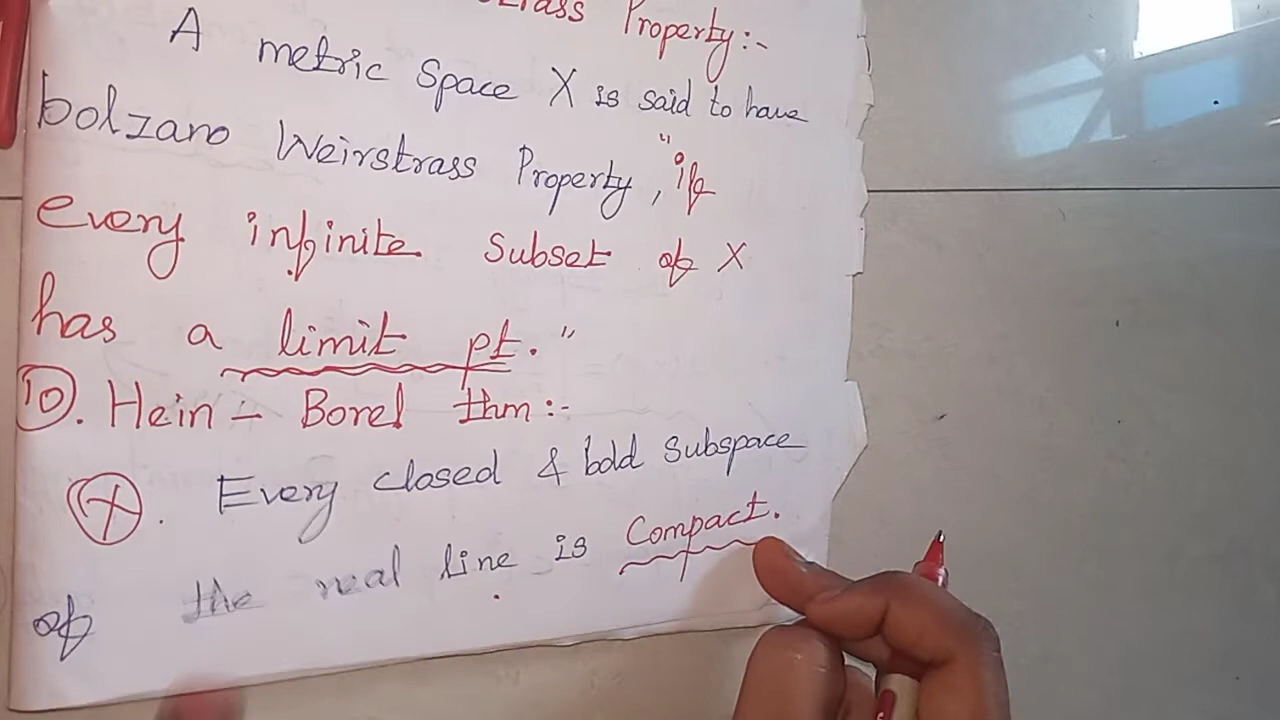 Property:-
A metric Space X is said to have
bolzano Weirstrass Property, "if
every infinite Subset of X
has a limit pt."
10. Hein - Borel thm:-
Every closed & bdd Subspace
of the real line is Compact.